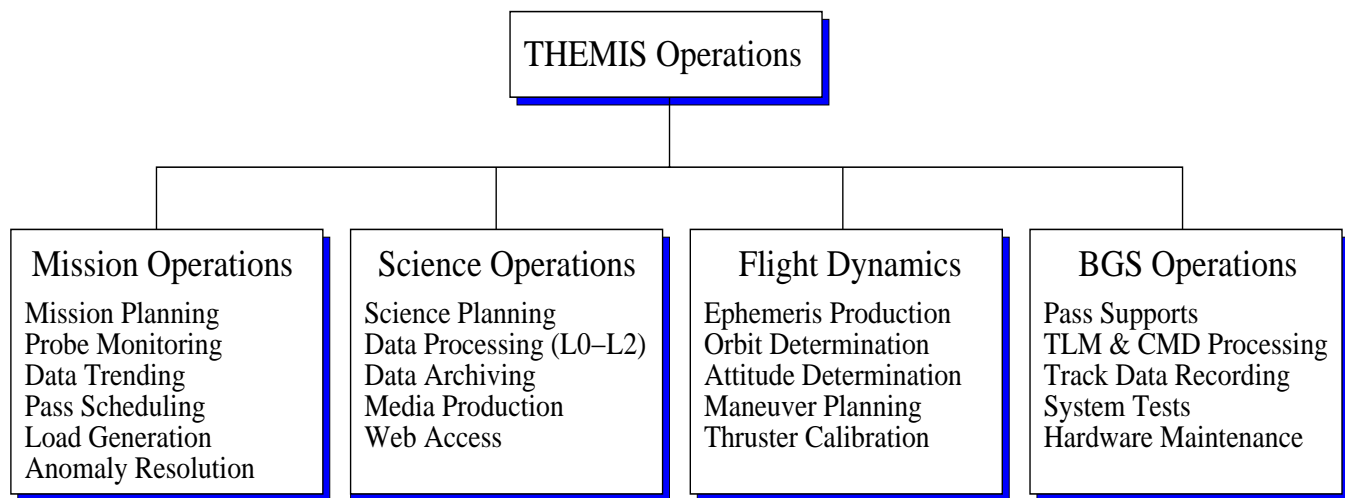 THEMIS Operations
Mission Operations
Mission Planning
Probe Monitoring
Data Trending
Pass Scheduling
Load Generation
Anomaly Resolution
Science Operations
Science Planning
Data Processing (L0–L2)
Data Archiving
Media Production
Web Access
Flight Dynamics
Ephemeris Production
Orbit Determination
Attitude Determination
Maneuver Planning
Thruster Calibration
BGS Operations
Pass Supports
TLM & CMD Processing
Track Data Recording
System Tests
Hardware Maintenance